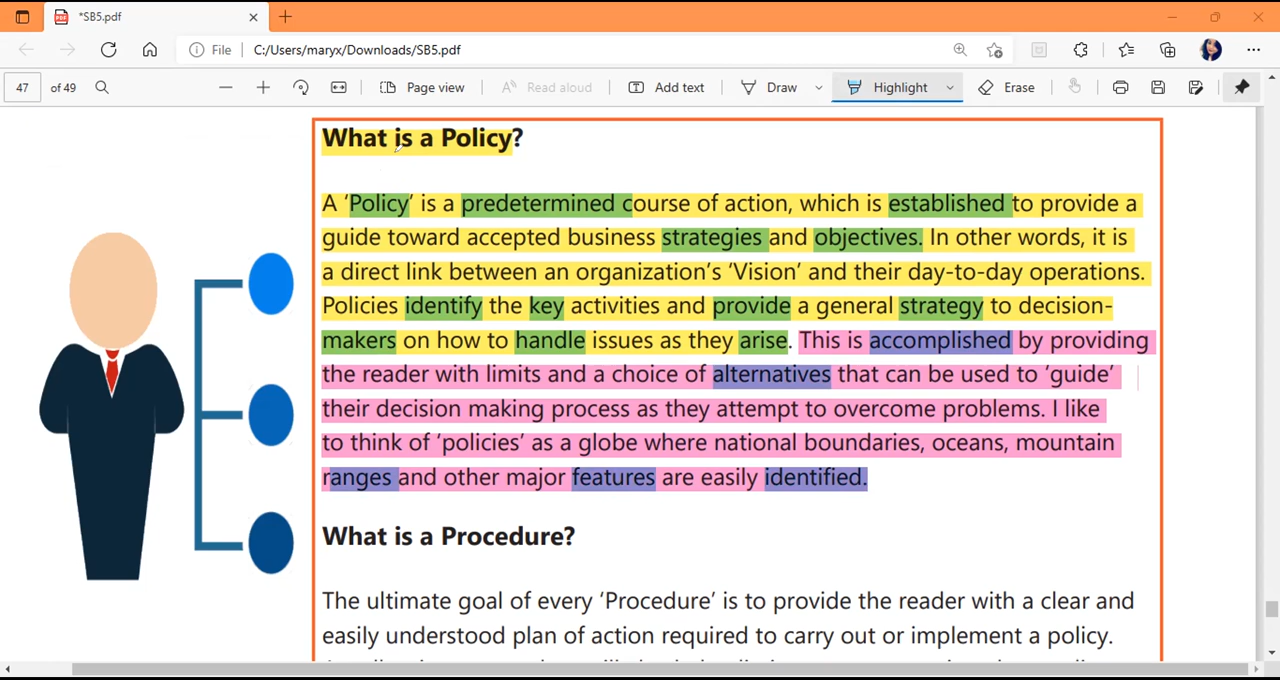 *SB5.pdf
File C:/Users/maryx/Downloads/SB5.pdf
47 of 49 Page view Read aloud Add text Draw Highlight Erase
What is a Policy?
A ‘Policy’ is a predetermined course of action, which is established to provide a
guide toward accepted business strategies and objectives. In other words, it is
a direct link between an organization’s ‘Vision’ and their day-to-day operations.
Policies identify the key activities and provide a general strategy to decision-
makers on how to handle issues as they arise. This is accomplished by providing
the reader with limits and a choice of alternatives that can be used to ‘guide’
their decision making process as they attempt to overcome problems. I like
to think of ‘policies’ as a globe where national boundaries, oceans, mountain
ranges and other major features are easily identified.
What is a Procedure?
The ultimate goal of every ‘Procedure’ is to provide the reader with a clear and
easily understood plan of action required to carry out or implement a policy.